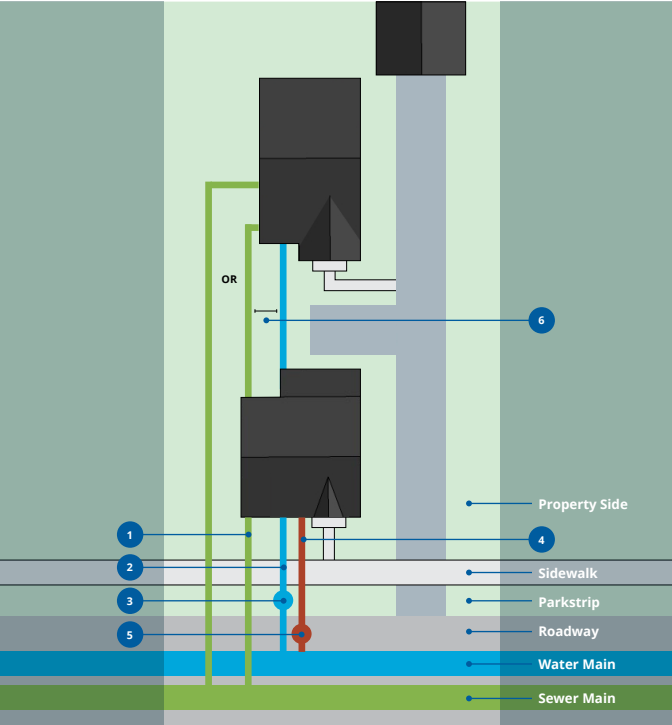 OR
6
Property Side
1
4
2
Sidewalk
3
Parkstrip
5
Roadway
Water Main
Sewer Main